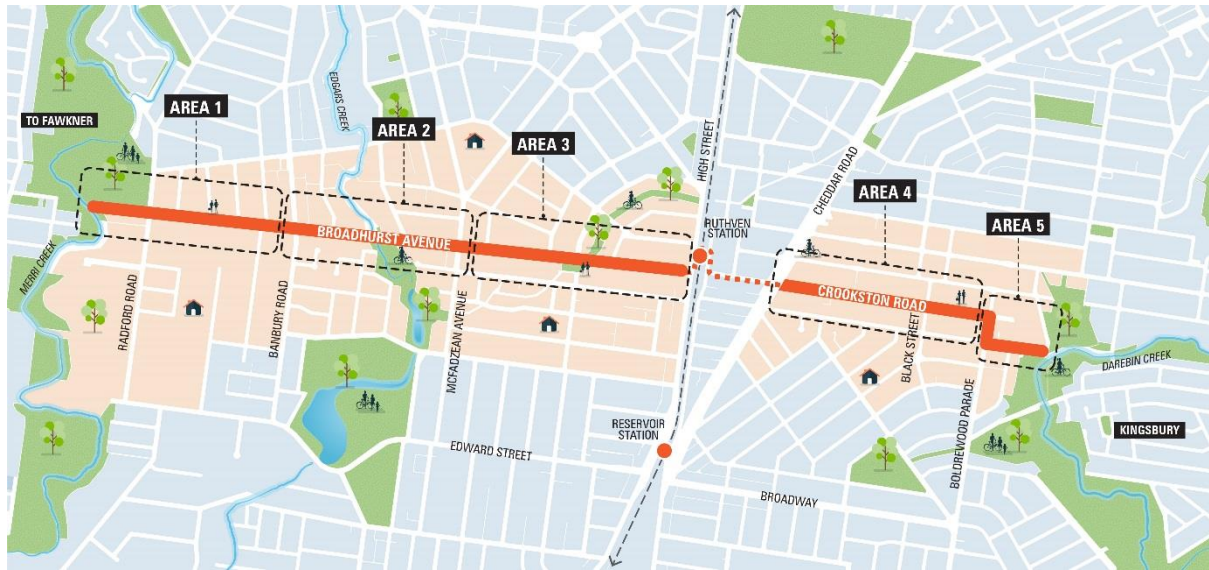 AREA 1
TO FAWKNER
EDGARS CREEK
AREA 2
AREA 3
HIGH STREET
CHEDDAR ROAD
AREA 4
RUTHVEN
STATION
AREA 5
BROADHURST AVENUE
CROOKSTON ROAD
MERRI CREEK
RADFORD ROAD
BANBURY ROAD
MCFADZEAN AVENUE
BLACK STREET
DAREBIN CREEK
BOLDREWOOD PARADE
RESERVOIR
STATION
KINGSBURY
EDWARD STREET
BROADWAY